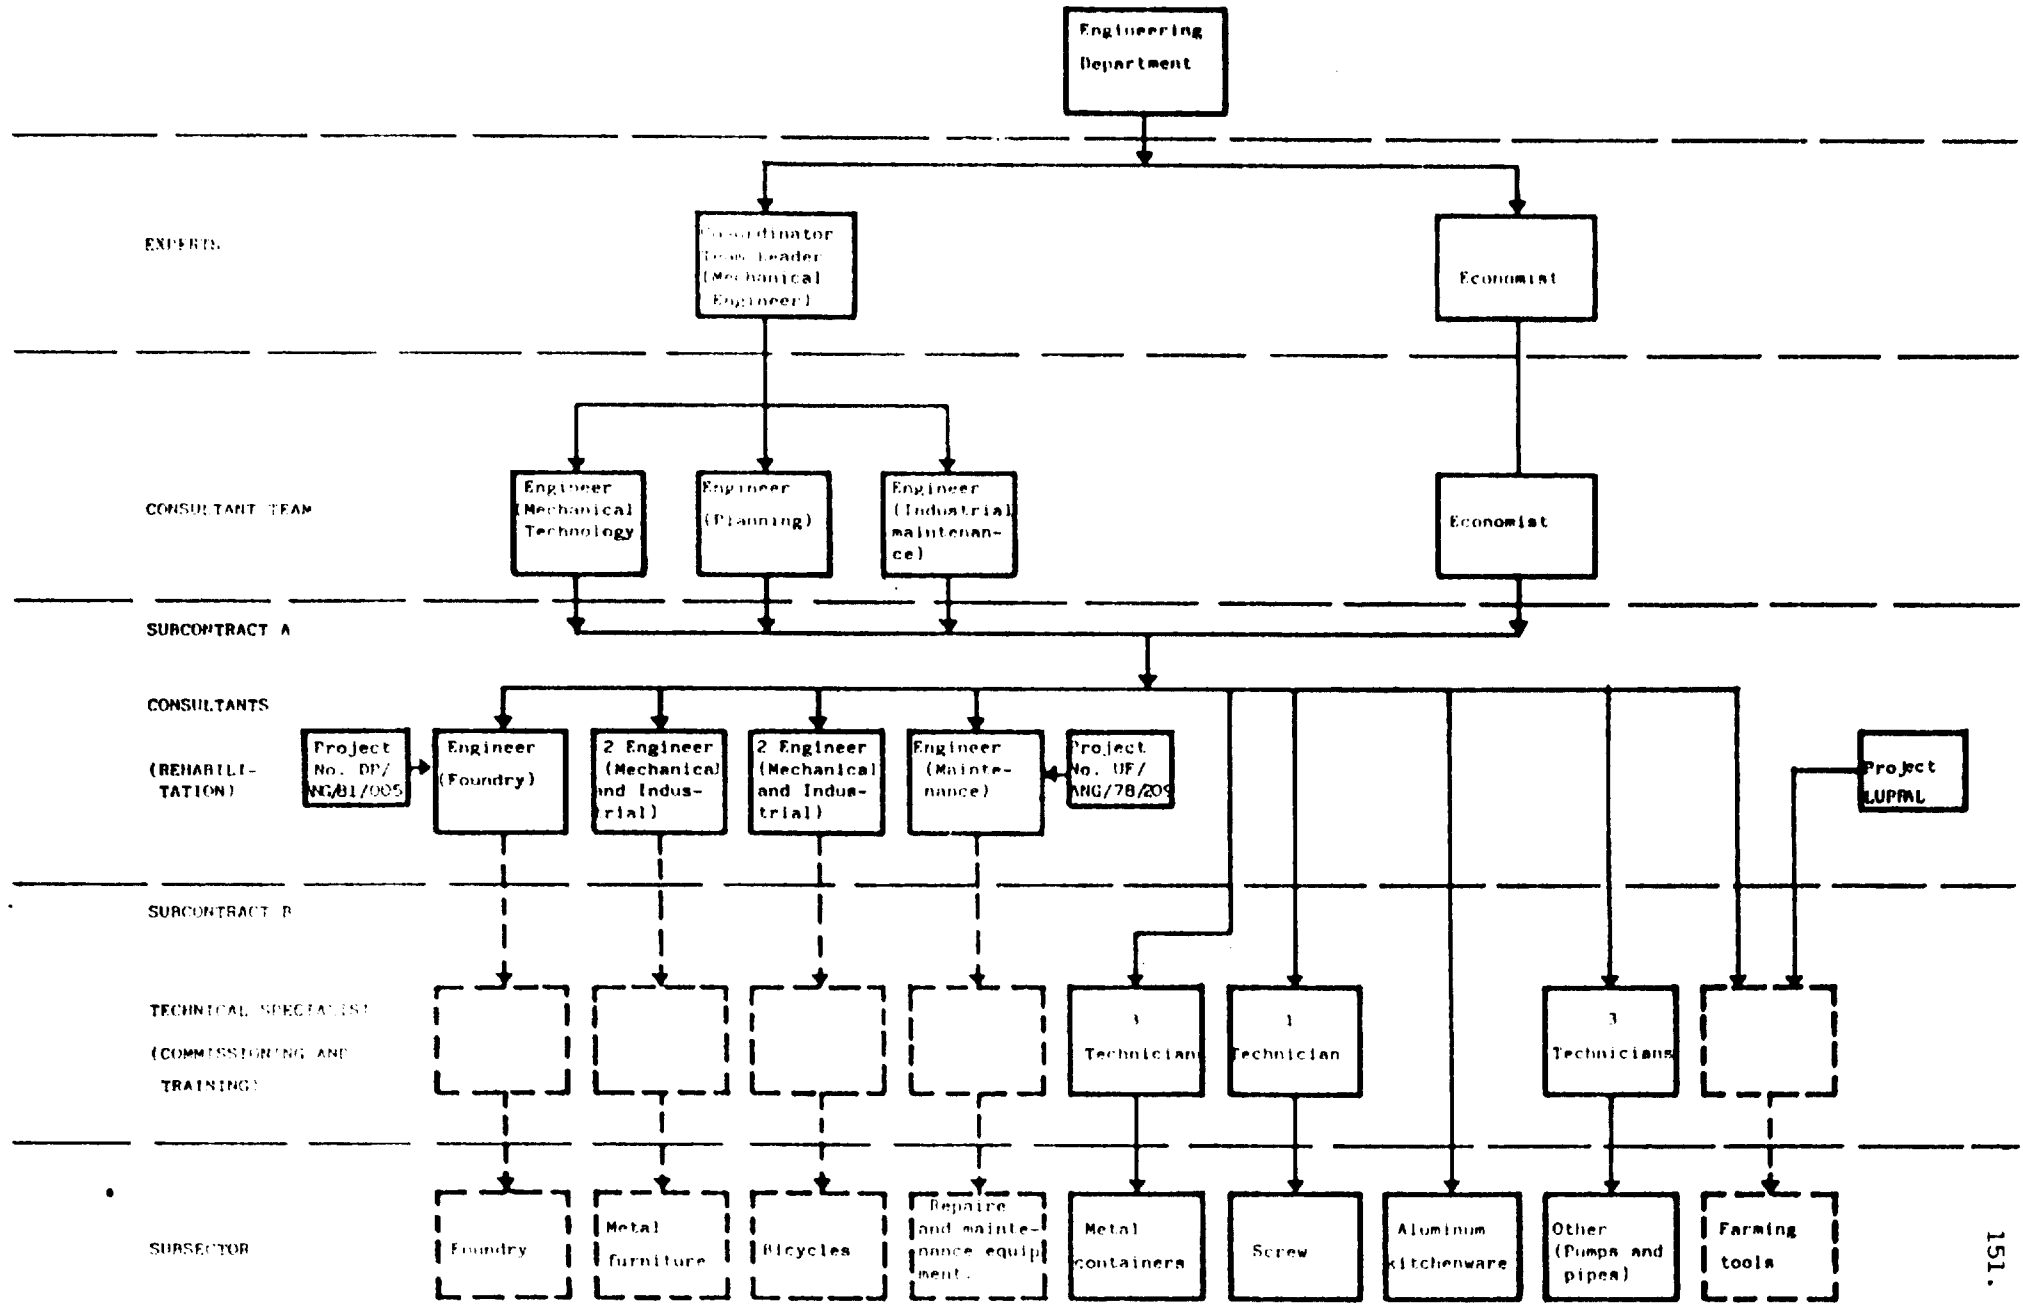 Engineering
Department
EXPERTS
Co-ordinator
Team Leader
(Mechanical
Engineer)
Economist
CONSULTANT TEAM
Engineer
(Mechanical
Technology
Engineer
(Planning)
Engineer
(Industrial
maintenan-
ce)
Economist
SUBCONTRACT A
CONSULTANTS
(REHABILI-
TATION)
Project
No. DP/
ANG/81/005
Engineer
(Foundry)
2 Engineer
(Mechanical
and Indus-
trial)
2 Engineer
(Mechanical
and Indus-
trial)
Engineer
(Mainte-
nance)
Project
No. UF/
ANG/78/209
Project
SUBCONTRACT B
TECHNICAL SPECIALIST
(COMMISSIONING AND
TRAINING)
3
Technician
1
Technician
3
Technicians
SUBSECTOR
Foundry
Metal
furniture
Bicycles
Repaire
and mainte-
nance equip
ment.
Metal
containers
Screw
Aluminum
kitchenware
Other
(Pumps and
pipes)
Farming
tools
151.